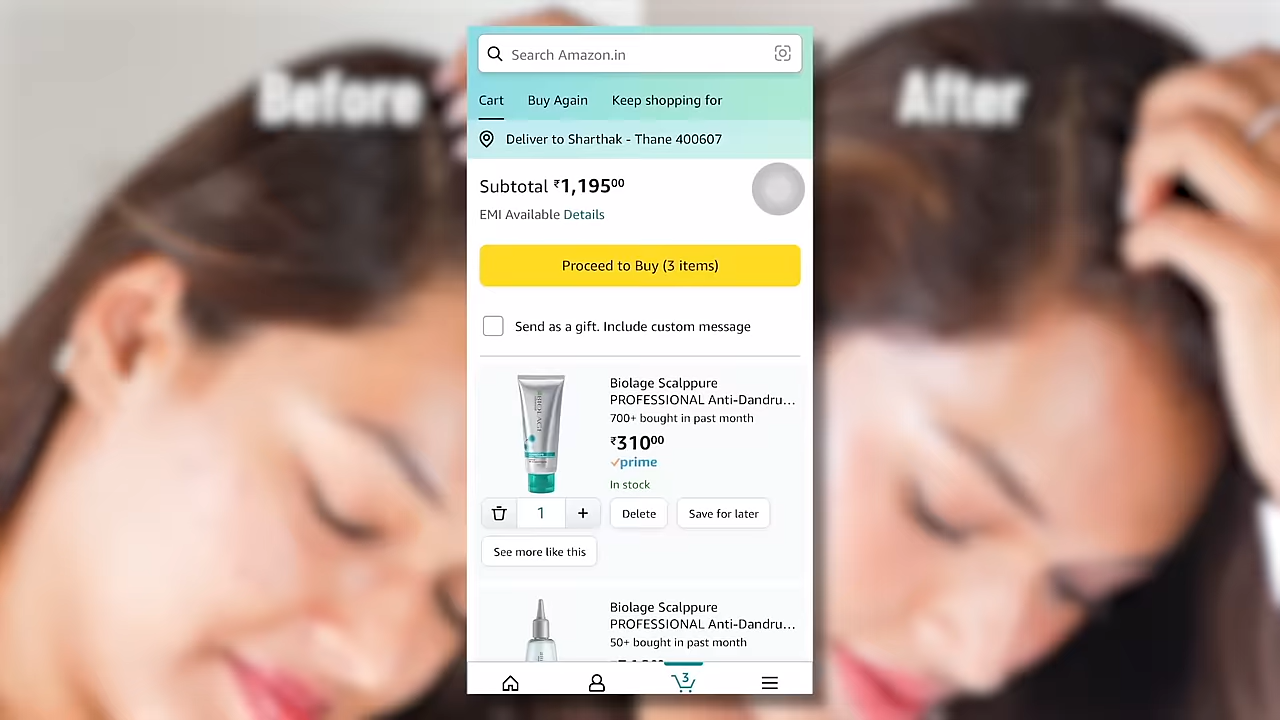 Before
After
Search Amazon.in
Cart
Buy Again
Keep shopping for
Deliver to Sharthak - Thane 400607
Subtotal ₹1,195⁰⁰
EMI Available Details
Proceed to Buy (3 items)
Send as a gift. Include custom message
Biolage Scalppure
PROFESSIONAL Anti-Dandru...
700+ bought in past month
₹310⁰⁰
prime
In stock
1
+
Delete
Save for later
See more like this
Biolage Scalppure
PROFESSIONAL Anti-Dandru...
50+ bought in past month
3